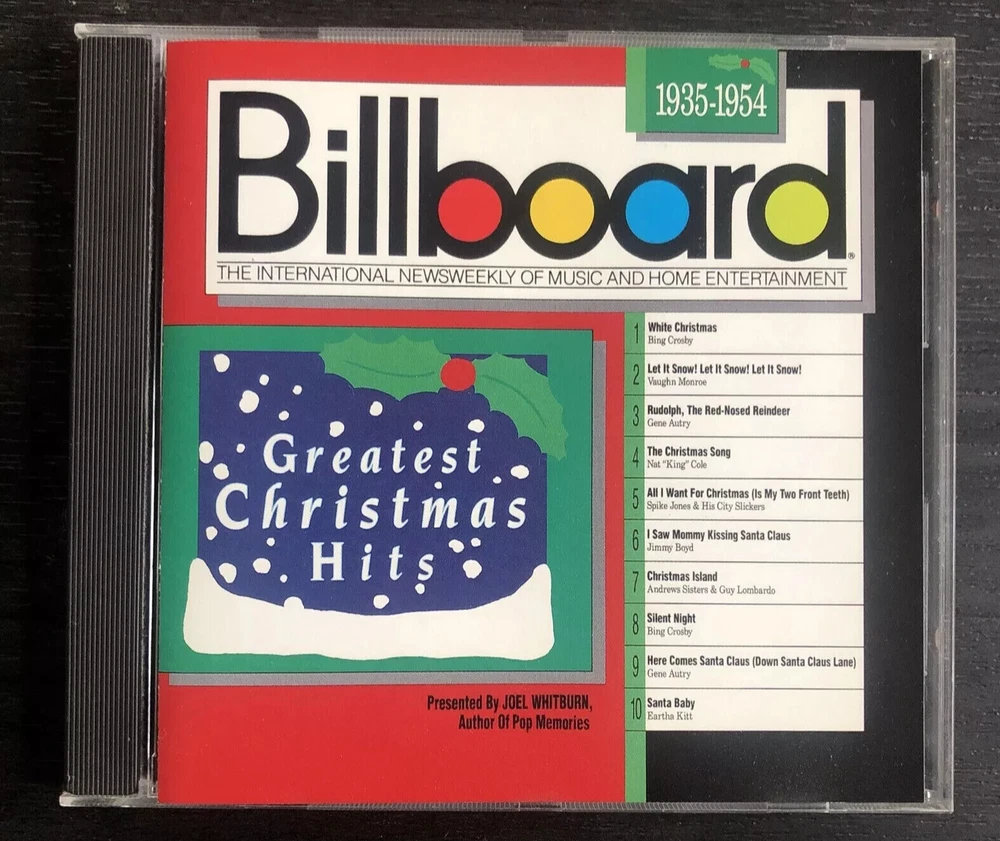 1935-1954
Billboard®
THE INTERNATIONAL NEWSWEEKLY OF MUSIC AND HOME ENTERTAINMENT
Greatest
Christmas
Hits
Presented By JOEL WHITBURN,
Author Of Pop Memories
1 White Christmas
Bing Crosby
2 Let It Snow! Let It Snow! Let It Snow!
Vaughn Monroe
3 Rudolph, The Red-Nosed Reindeer
Gene Autry
4 The Christmas Song
Nat "King" Cole
5 All I Want For Christmas (Is My Two Front Teeth)
Spike Jones & His City Slickers
6 I Saw Mommy Kissing Santa Claus
Jimmy Boyd
7 Christmas Island
Andrews Sisters & Guy Lombardo
8 Silent Night
Bing Crosby
9 Here Comes Santa Claus (Down Santa Claus Lane)
Gene Autry
10 Santa Baby
Eartha Kitt